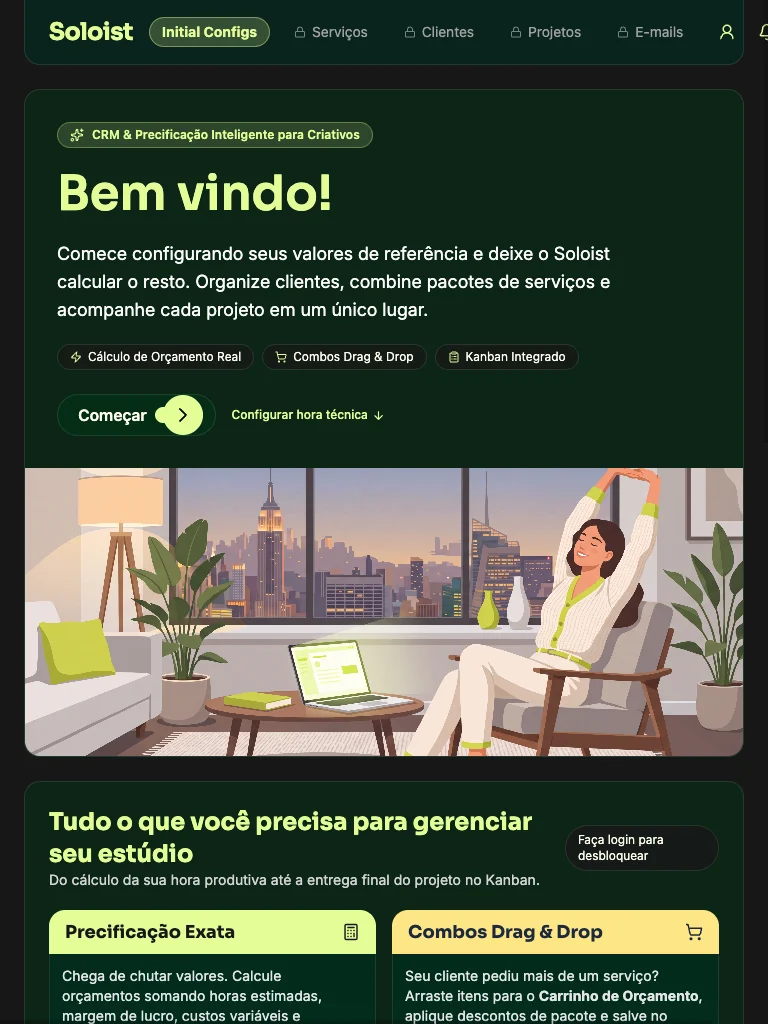 Soloist
Initial Configs
Serviços
Clientes
Projetos
E-mails
CRM & Precificação Inteligente para Criativos
Bem vindo!
Comece configurando seus valores de referência e deixe o Soloist
calcular o resto. Organize clientes, combine pacotes de serviços e
acompanhe cada projeto em um único lugar.
Cálculo de Orçamento Real
Combos Drag & Drop
Kanban Integrado
Começar
Configurar hora técnica ↓
Tudo o que você precisa para gerenciar
seu estúdio
Do cálculo da sua hora produtiva até a entrega final do projeto no Kanban.
Faça login para
desbloquear
Precificação Exata
Chega de chutar valores. Calcule
orçamentos somando horas estimadas,
margem de lucro, custos variáveis e
Combos Drag & Drop
Seu cliente pediu mais de um serviço?
Arraste itens para o Carrinho de Orçamento,
aplique descontos de pacote e salve no